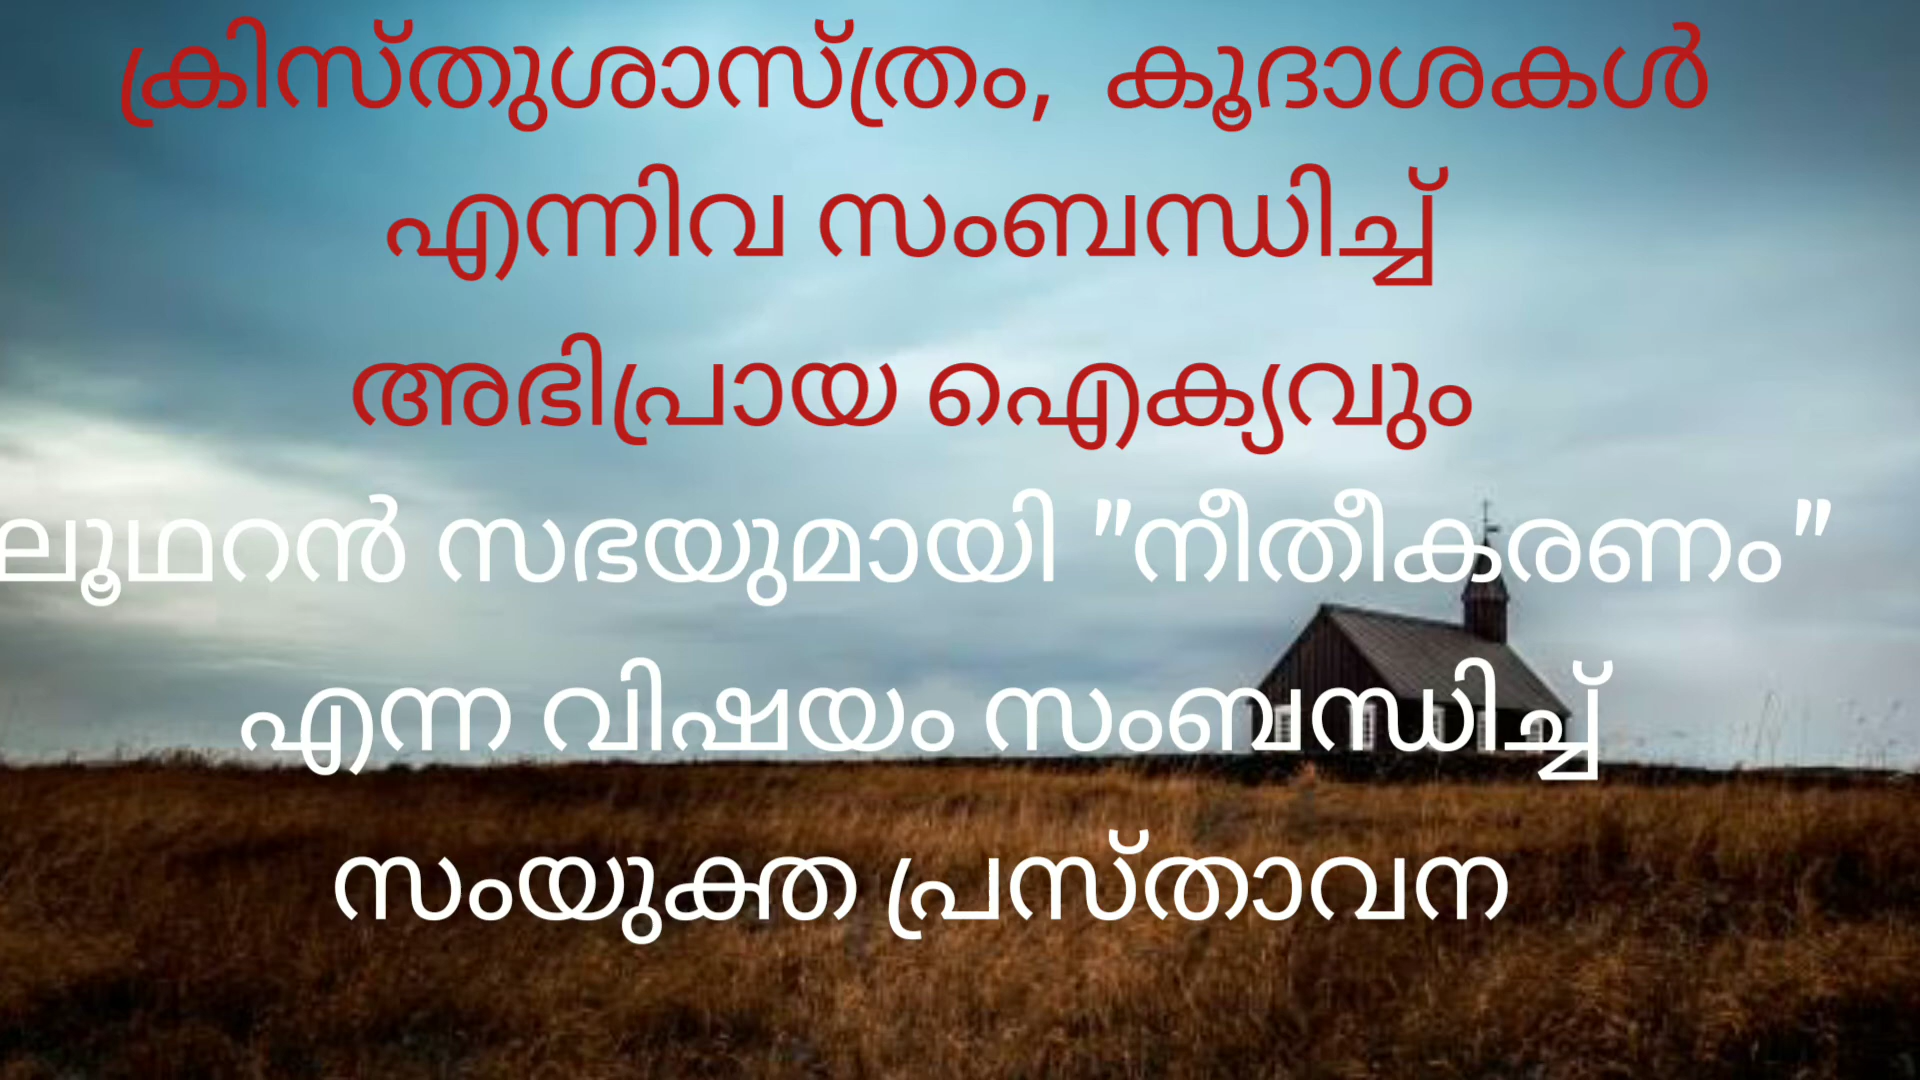 ക്രിസ്തുശാസ്ത്രം, കൂദാശകൾ
എന്നിവ സംബന്ധിച്ച്
അഭിപ്രായ ഐക്യവും
ലൂഥറൻ സഭയുമായി "നീതീകരണം"
എന്ന വിഷയം സംബന്ധിച്ച്
സംയുക്ത പ്രസ്താവന